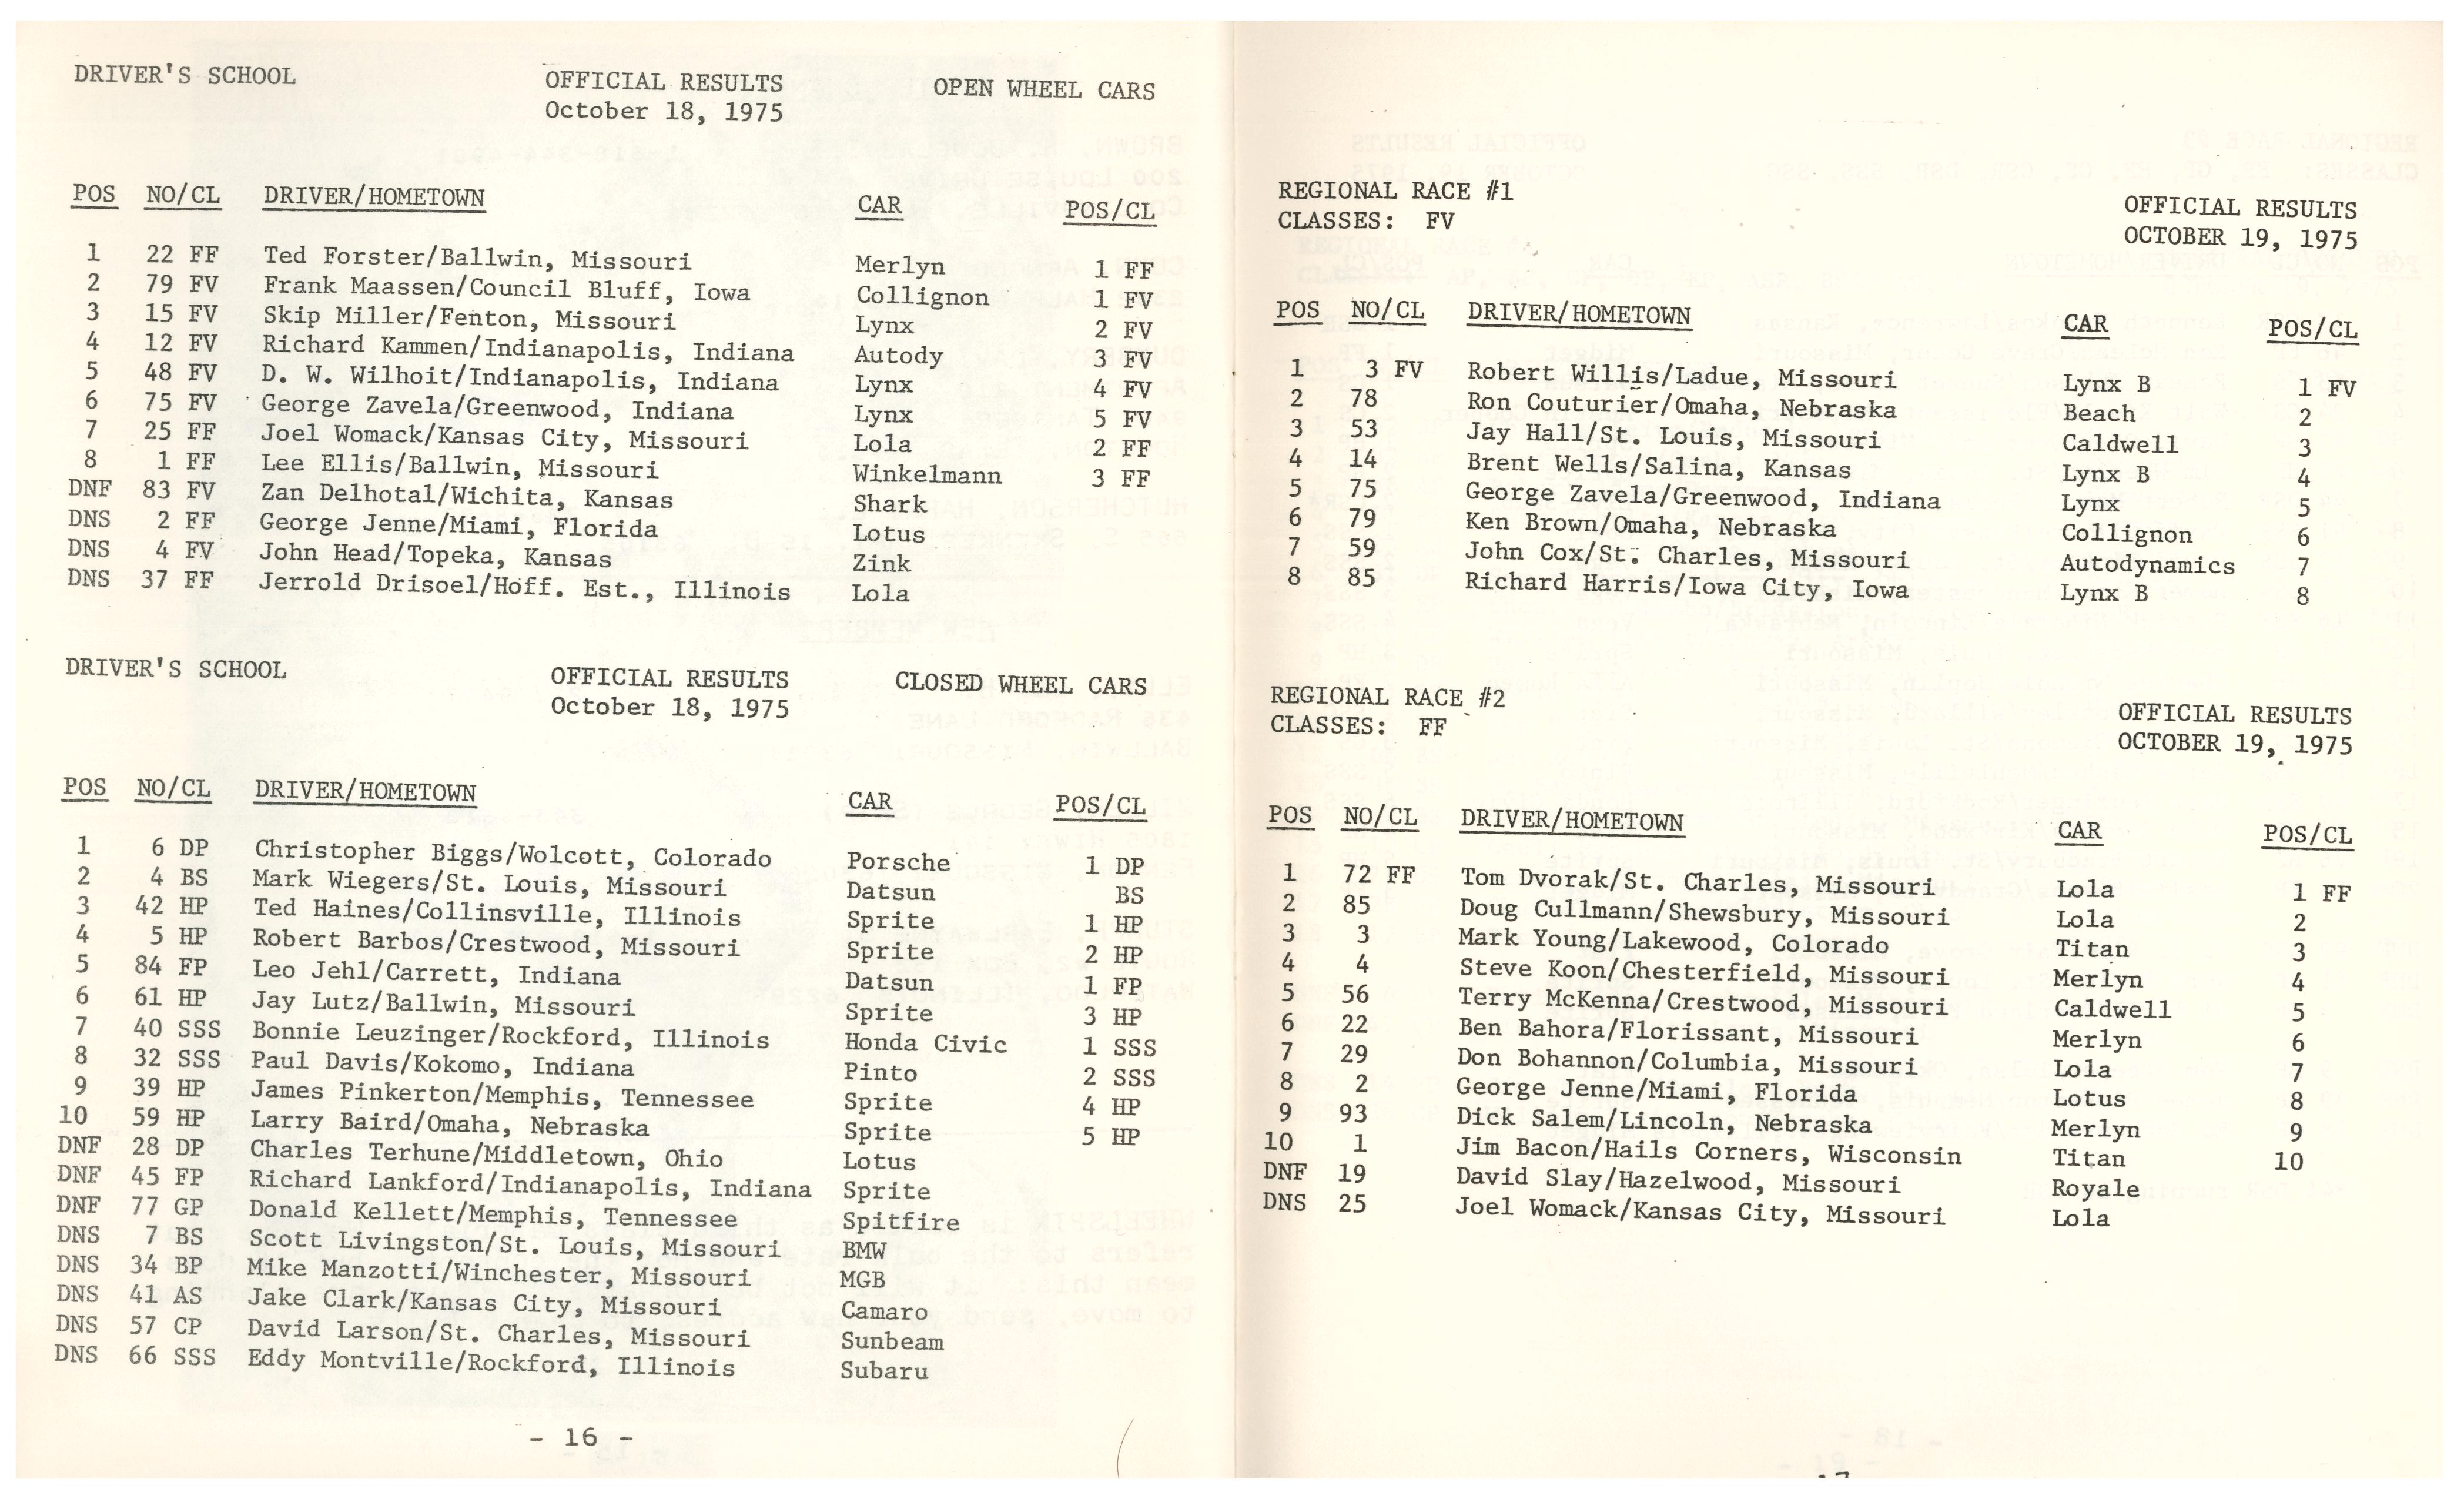 DRIVER'S SCHOOL OFFICIAL RESULTS OPEN WHEEL CARS
October 18, 1975
POS NO/CL DRIVER/HOMETOWN CAR POS/CL
1 22 FF Ted Forster/Ballwin, Missouri Merlyn 1 FF
2 79 FV Frank Maassen/Council Bluff, Iowa Collignon 1 FV
3 15 FV Skip Miller/Fenton, Missouri Lynx 2 FV
4 12 FV Richard Kammen/Indianapolis, Indiana Autody 3 FV
5 48 FV D. W. Wilhoit/Indianapolis, Indiana Lynx 4 FV
6 75 FV George Zavela/Greenwood, Indiana Lynx 5 FV
7 25 FF Joel Womack/Kansas City, Missouri Lola 2 FF
8 1 FF Lee Ellis/Ballwin, Missouri Winkelmann 3 FF
DNF 83 FV Zan Delhotal/Wichita, Kansas Shark
DNS 2 FF George Jenne/Miami, Florida Lotus
DNS 4 FV John Head/Topeka, Kansas Zink
DNS 37 FF Jerrold Drisoel/Hoff. Est., Illinois Lola
DRIVER'S SCHOOL OFFICIAL RESULTS CLOSED WHEEL CARS
October 18, 1975
POS NO/CL DRIVER/HOMETOWN CAR POS/CL
1 6 DP Christopher Biggs/Wolcott, Colorado Porsche 1 DP
2 4 BS Mark Wiegers/St. Louis, Missouri Datsun BS
3 42 HP Ted Haines/Collinsville, Illinois Sprite 1 HP
4 5 HP Robert Barbos/Crestwood, Missouri Sprite 2 HP
5 84 FP Leo Jehl/Carrett, Indiana Datsun 1 FP
6 61 HP Jay Lutz/Ballwin, Missouri Sprite 3 HP
7 40 SSS Bonnie Leuzinger/Rockford, Illinois Honda Civic 1 SSS
8 32 SSS Paul Davis/Kokomo, Indiana Pinto 2 SSS
9 39 HP James Pinkerton/Memphis, Tennessee Sprite 4 HP
10 59 HP Larry Baird/Omaha, Nebraska Sprite 5 HP
DNF 28 DP Charles Terhune/Middletown, Ohio Lotus
DNF 45 FP Richard Lankford/Indianapolis, Indiana Sprite
DNF 77 GP Donald Kellett/Memphis, Tennessee Spitfire
DNS 7 BS Scott Livingston/St. Louis, Missouri BMW
DNS 34 BP Mike Manzotti/Winchester, Missouri MGB
DNS 41 AS Jake Clark/Kansas City, Missouri Camaro
DNS 57 CP David Larson/St. Charles, Missouri Sunbeam
DNS 66 SSS Eddy Montville/Rockford, Illinois Subaru
- 16 -
REGIONAL RACE #1 OFFICIAL RESULTS
CLASSES: FV OCTOBER 19, 1975
POS NO/CL DRIVER/HOMETOWN CAR POS/CL
1 3 FV Robert Willis/Ladue, Missouri Lynx B 1 FV
2 78 Ron Couturier/Omaha, Nebraska Beach 2
3 53 Jay Hall/St. Louis, Missouri Caldwell 3
4 14 Brent Wells/Salina, Kansas Lynx B 4
5 75 George Zavela/Greenwood, Indiana Lynx 5
6 79 Ken Brown/Omaha, Nebraska Collignon 6
7 59 John Cox/St. Charles, Missouri Autodynamics 7
8 85 Richard Harris/Iowa City, Iowa Lynx B 8
REGIONAL RACE #2 OFFICIAL RESULTS
CLASSES: FF OCTOBER 19, 1975
POS NO/CL DRIVER/HOMETOWN CAR POS/CL
1 72 FF Tom Dvorak/St. Charles, Missouri Lola 1 FF
2 85 Doug Cullmann/Shewsbury, Missouri Lola 2
3 3 Mark Young/Lakewood, Colorado Titan 3
4 4 Steve Koon/Chesterfield, Missouri Merlyn 4
5 56 Terry McKenna/Crestwood, Missouri Caldwell 5
6 22 Ben Bahora/Florissant, Missouri Merlyn 6
7 29 Don Bohannon/Columbia, Missouri Lola 7
8 2 George Jenne/Miami, Florida Lotus 8
9 93 Dick Salem/Lincoln, Nebraska Merlyn 9
10 1 Jim Bacon/Hails Corners, Wisconsin Titan 10
DNF 19 David Slay/Hazelwood, Missouri Royale
DNS 25 Joel Womack/Kansas City, Missouri Lola